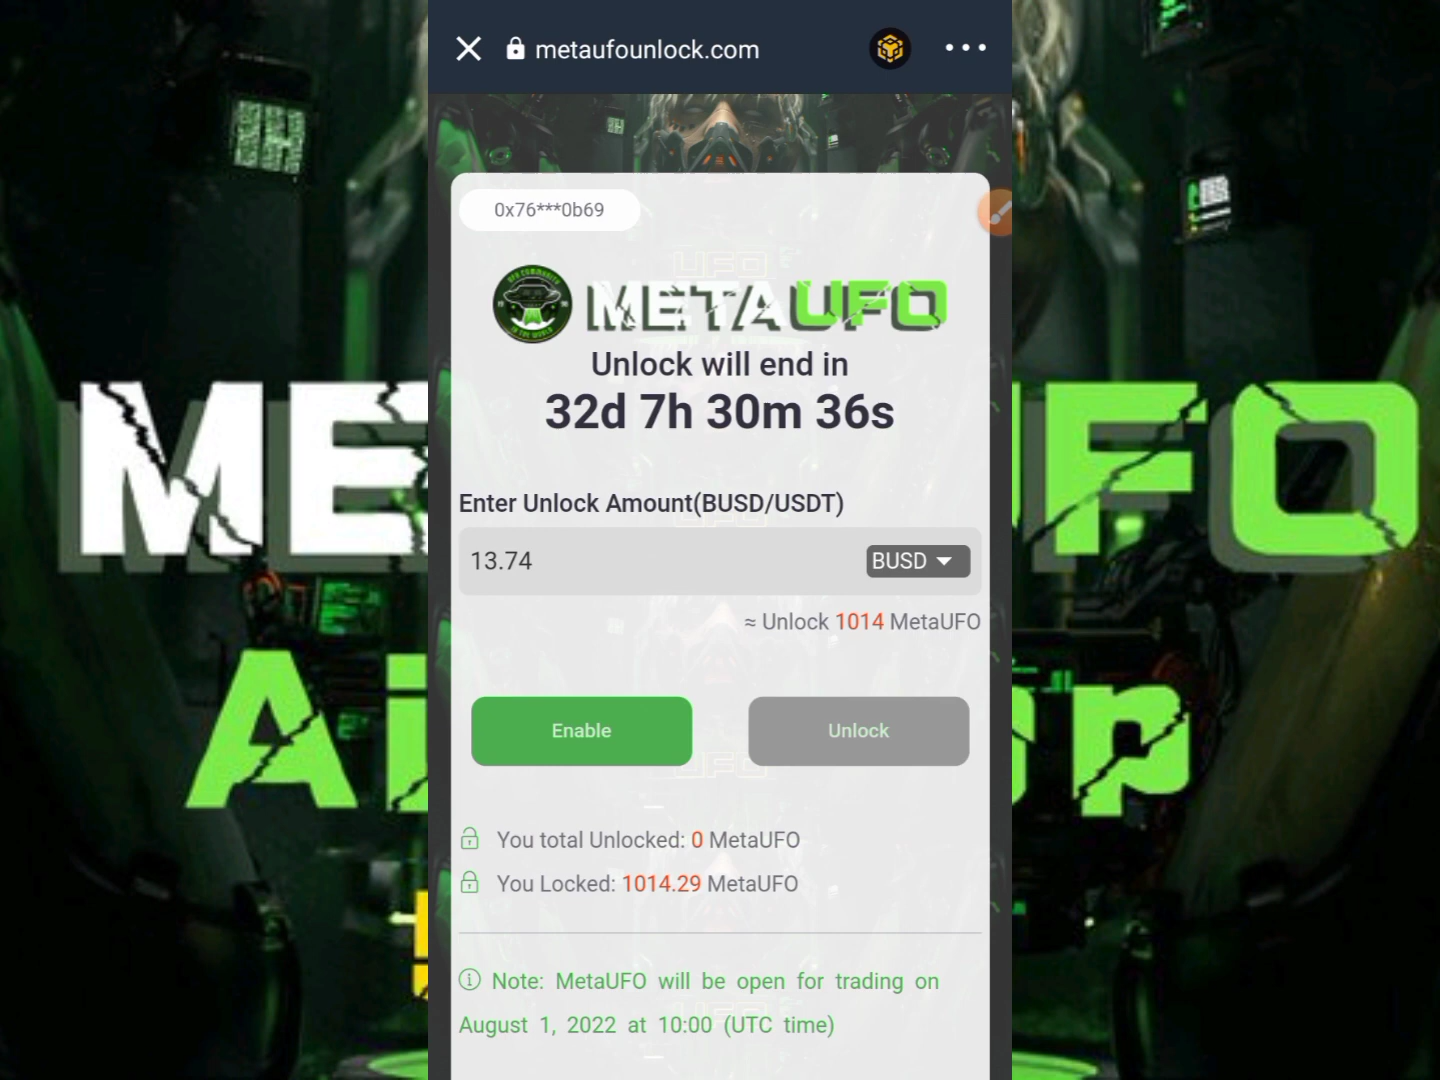 metaufounlock.com
0x76***0b69
METAUFO
Unlock will end in
32d 7h 30m 36s
Enter Unlock Amount(BUSD/USDT)
13.74
BUSD
≈ Unlock 1014 MetaUFO
Enable
Unlock
You total Unlocked: 0 MetaUFO
You Locked: 1014.29 MetaUFO
Note: MetaUFO will be open for trading on
August 1, 2022 at 10:00 (UTC time)
ME
FO
A
p